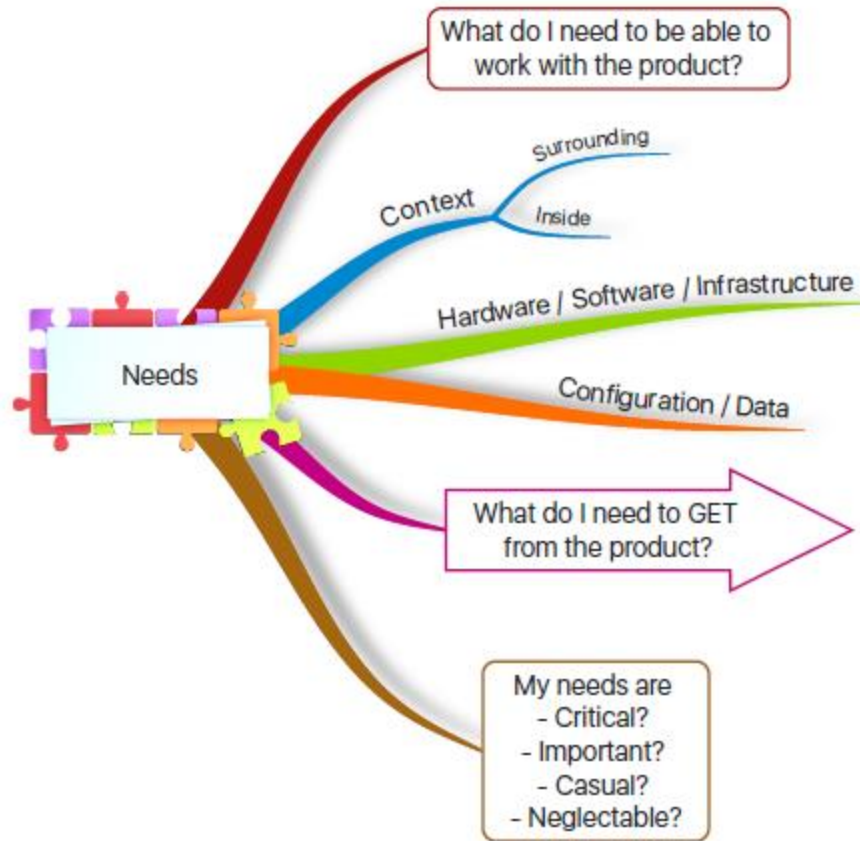 What do I need to be able to
work with the product?
Surrounding
Context
Inside
Hardware / Software / Infrastructure
Needs
Configuration / Data
What do I need to GET
from the product?
My needs are
- Critical?
- Important?
- Casual?
- Neglectable?